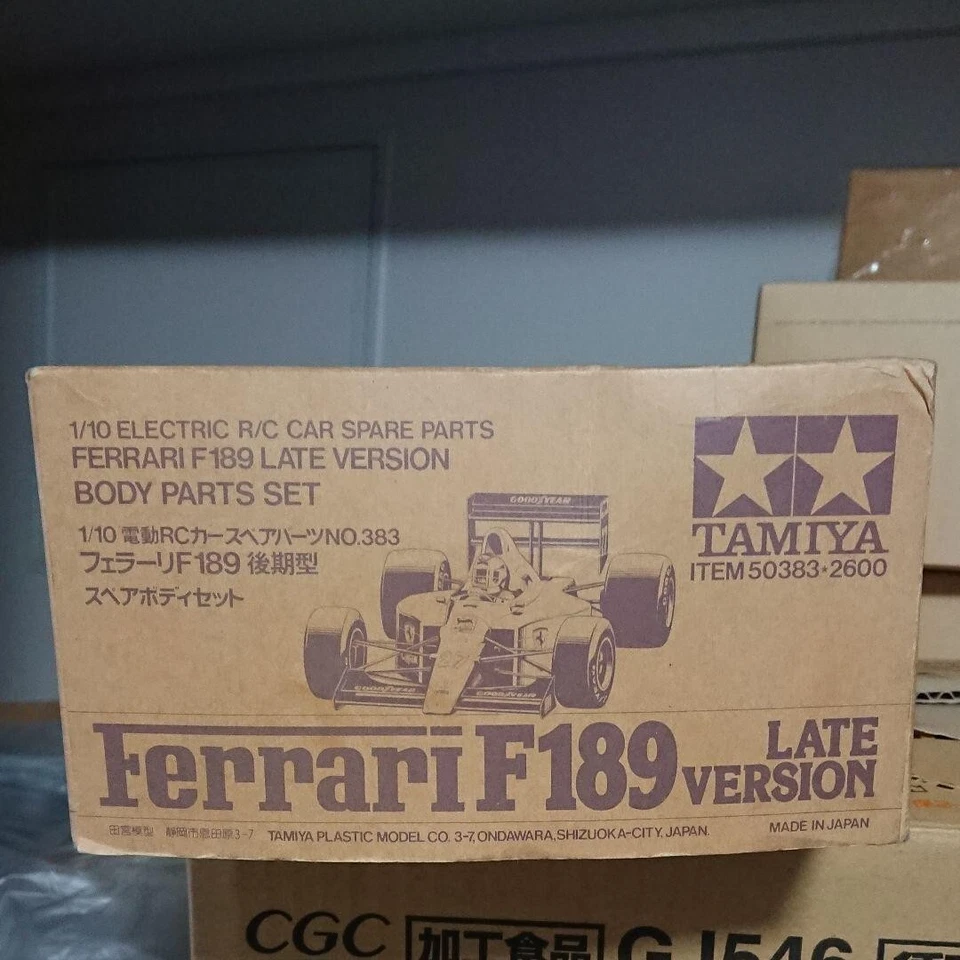 1/10 ELECTRIC R/C CAR SPARE PARTS
FERRARI F189 LATE VERSION
BODY PARTS SET
1/10 電動RCカースペアパーツNO.383
フェラーリF189 後期型
スペアボディセット
TAMIYA
ITEM 50383★2600
GOODYEAR
27
GOODYEAR
GOODYEAR
Ferrari F189
LATE
VERSION
田宮模型 静岡市恩田原3-7 TAMIYA PLASTIC MODEL CO. 3-7, ONDAWARA, SHIZUOKA-CITY, JAPAN.
MADE IN JAPAN
CGC 加工食品 GJ546